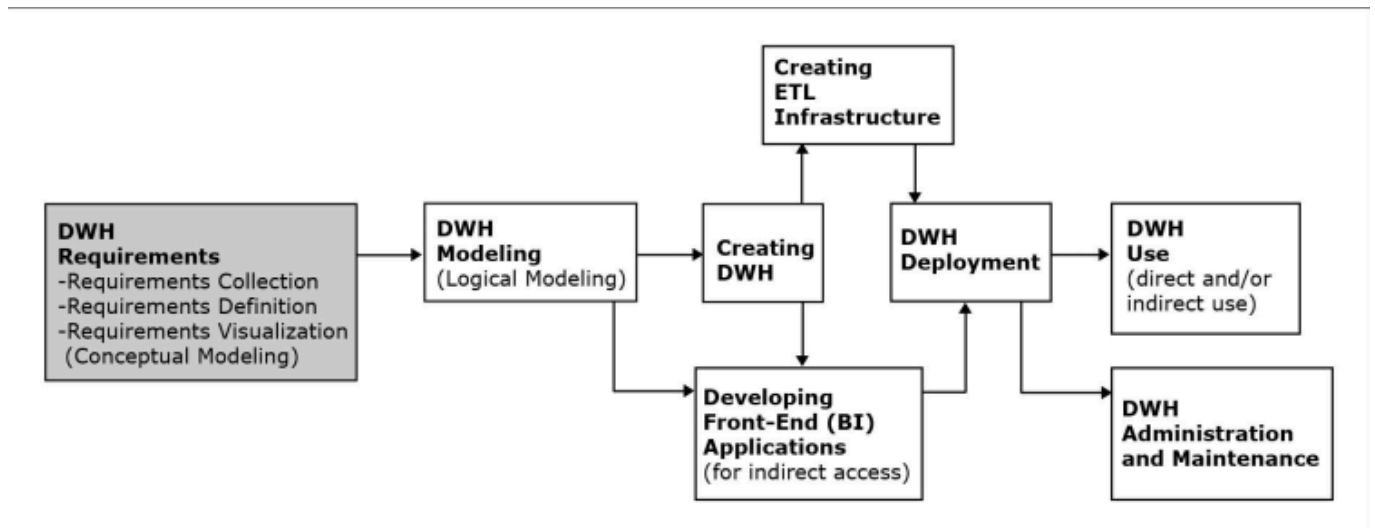 DWH
Requirements
-Requirements Collection
-Requirements Definition
-Requirements Visualization
(Conceptual Modeling)
DWH
Modeling
(Logical Modeling)
Creating
DWH
Creating
ETL
Infrastructure
Developing
Front-End (BI)
Applications
(for indirect access)
DWH
Deployment
DWH
Use
(direct and/or
indirect use)
DWH
Administration
and Maintenance